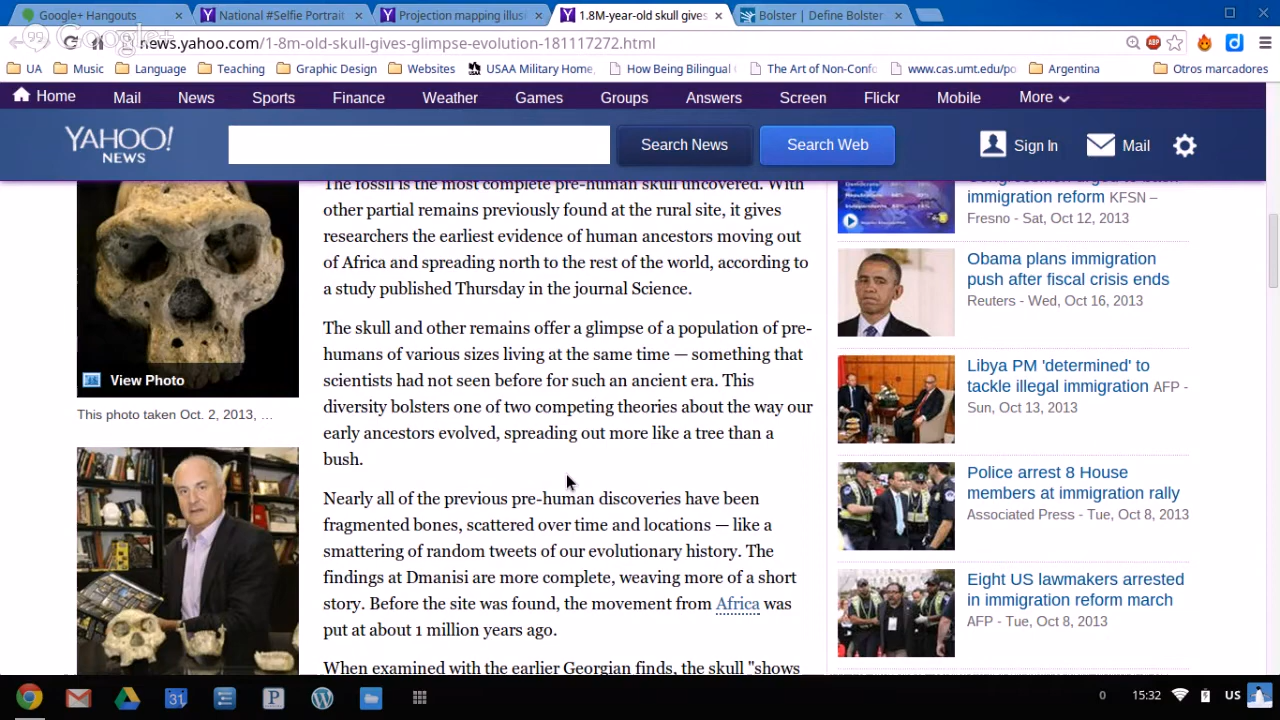 Google+ Hangouts
National #Selfie Portrait
Projection mapping illus
1.8M-year-old skull gives
Bolster | Define Bolster
Google+
news.yahoo.com/1-8m-old-skull-gives-glimpse-evolution-181117272.html
UA
Music
Language
Teaching
Graphic Design
Websites
USAA Military Home,
How Being Bilingual
The Art of Non-Confo
www.cas.umt.edu/po
Argentina
Otros marcadores
Home
Mail
News
Sports
Finance
Weather
Games
Groups
Answers
Screen
Flickr
Mobile
More
YAHOO!
NEWS
Search News
Search Web
Sign In
Mail
View Photo
This photo taken Oct. 2, 2013, ...
The fossil is the most complete pre-human skull uncovered. With
other partial remains previously found at the rural site, it gives
researchers the earliest evidence of human ancestors moving out
of Africa and spreading north to the rest of the world, according to
a study published Thursday in the journal Science.
The skull and other remains offer a glimpse of a population of pre-
humans of various sizes living at the same time — something that
scientists had not seen before for such an ancient era. This
diversity bolsters one of two competing theories about the way our
early ancestors evolved, spreading out more like a tree than a
bush.
Nearly all of the previous pre-human discoveries have been
fragmented bones, scattered over time and locations — like a
smattering of random tweets of our evolutionary history. The
findings at Dmanisi are more complete, weaving more of a short
story. Before the site was found, the movement from Africa was
put at about 1 million years ago.
When examined with the earlier Georgian finds, the skull "shows
immigration reform KFSN –
Fresno - Sat, Oct 12, 2013
Obama plans immigration
push after fiscal crisis ends
Reuters - Wed, Oct 16, 2013
Libya PM 'determined' to
tackle illegal immigration AFP -
Sun, Oct 13, 2013
Police arrest 8 House
members at immigration rally
Associated Press - Tue, Oct 8, 2013
Eight US lawmakers arrested
in immigration reform march
AFP - Tue, Oct 8, 2013
31
P
0
15:32
US